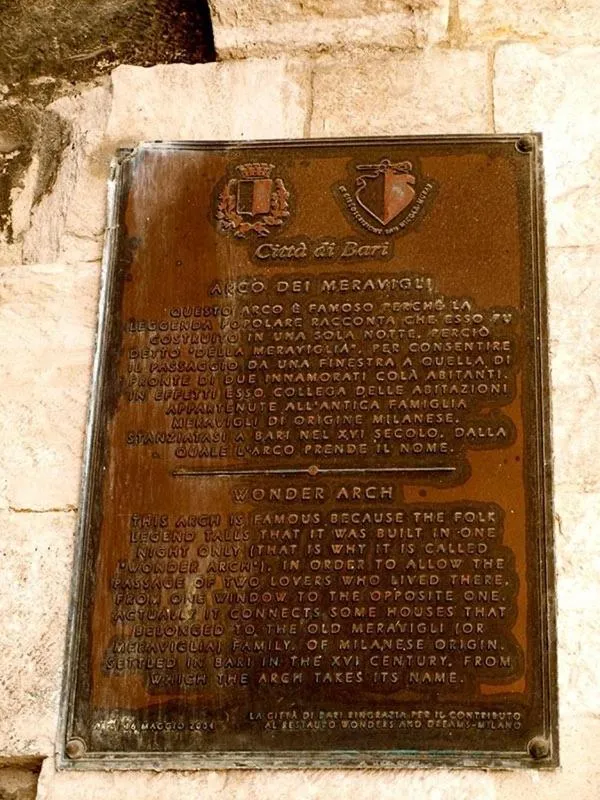 Città di Bari
ARCO DEI MERAVIGLI
QUESTO ARCO È FAMOSO PERCHÈ LA
LEGGENDA POPOLARE RACCONTA CHE ESSO FU
COSTRUITO IN UNA SOLA NOTTE, PERCIÒ
DETTO "DELLA MERAVIGLIA", PER CONSENTIRE
IL PASSAGGIO DA UNA FINESTRA A QUELLA DI
FRONTE DI DUE INNAMORATI COLÀ ABITANTI.
IN EFFETTI ESSO COLLEGA DELLE ABITAZIONI
APPARTENUTE ALL'ANTICA FAMIGLIA
MERAVIGLI DI ORIGINE MILANESE,
STANZIATASI A BARI NEL XVI SECOLO, DALLA
QUALE L'ARCO PRENDE IL NOME.
WONDER ARCH
THIS ARCH IS FAMOUS BECAUSE THE FOLK
LEGEND TALLS THAT IT WAS BUILT IN ONE
NIGHT ONLY (THAT IS WHY IT IS CALLED
"WONDER ARCH"), IN ORDER TO ALLOW THE
PASSAGE OF TWO LOVERS WHO LIVED THERE,
FROM ONE WINDOW TO THE OPPOSITE ONE.
ACTUALLY IT CONNECTS SOME HOUSES THAT
BELONGED TO THE OLD MERAVIGLI (OR
MERAVIGLIA) FAMILY, OF MILANESE ORIGIN,
SETTLED IN BARI IN THE XVI CENTURY, FROM
WHICH THE ARCH TAKES ITS NAME.
LA CITTÀ DI BARI RINGRAZIA PER IL CONTRIBUTO
MAGGIO 2004 AL RESTAURO WONDERS AND DREAMS-MILANO